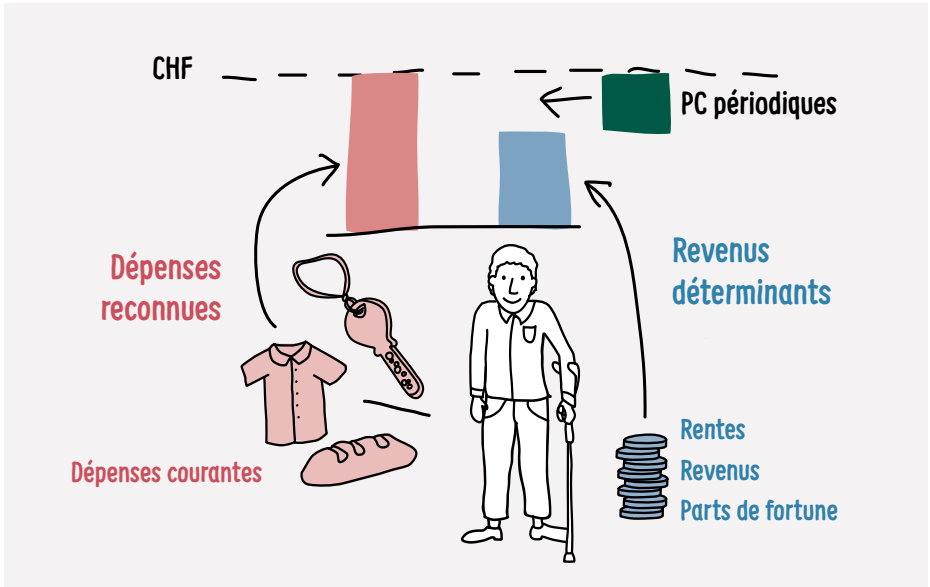 CHF
PC périodiques
Dépenses
reconnues
Revenus
déterminants
Dépenses courantes
Rentes
Revenus
Parts de fortune